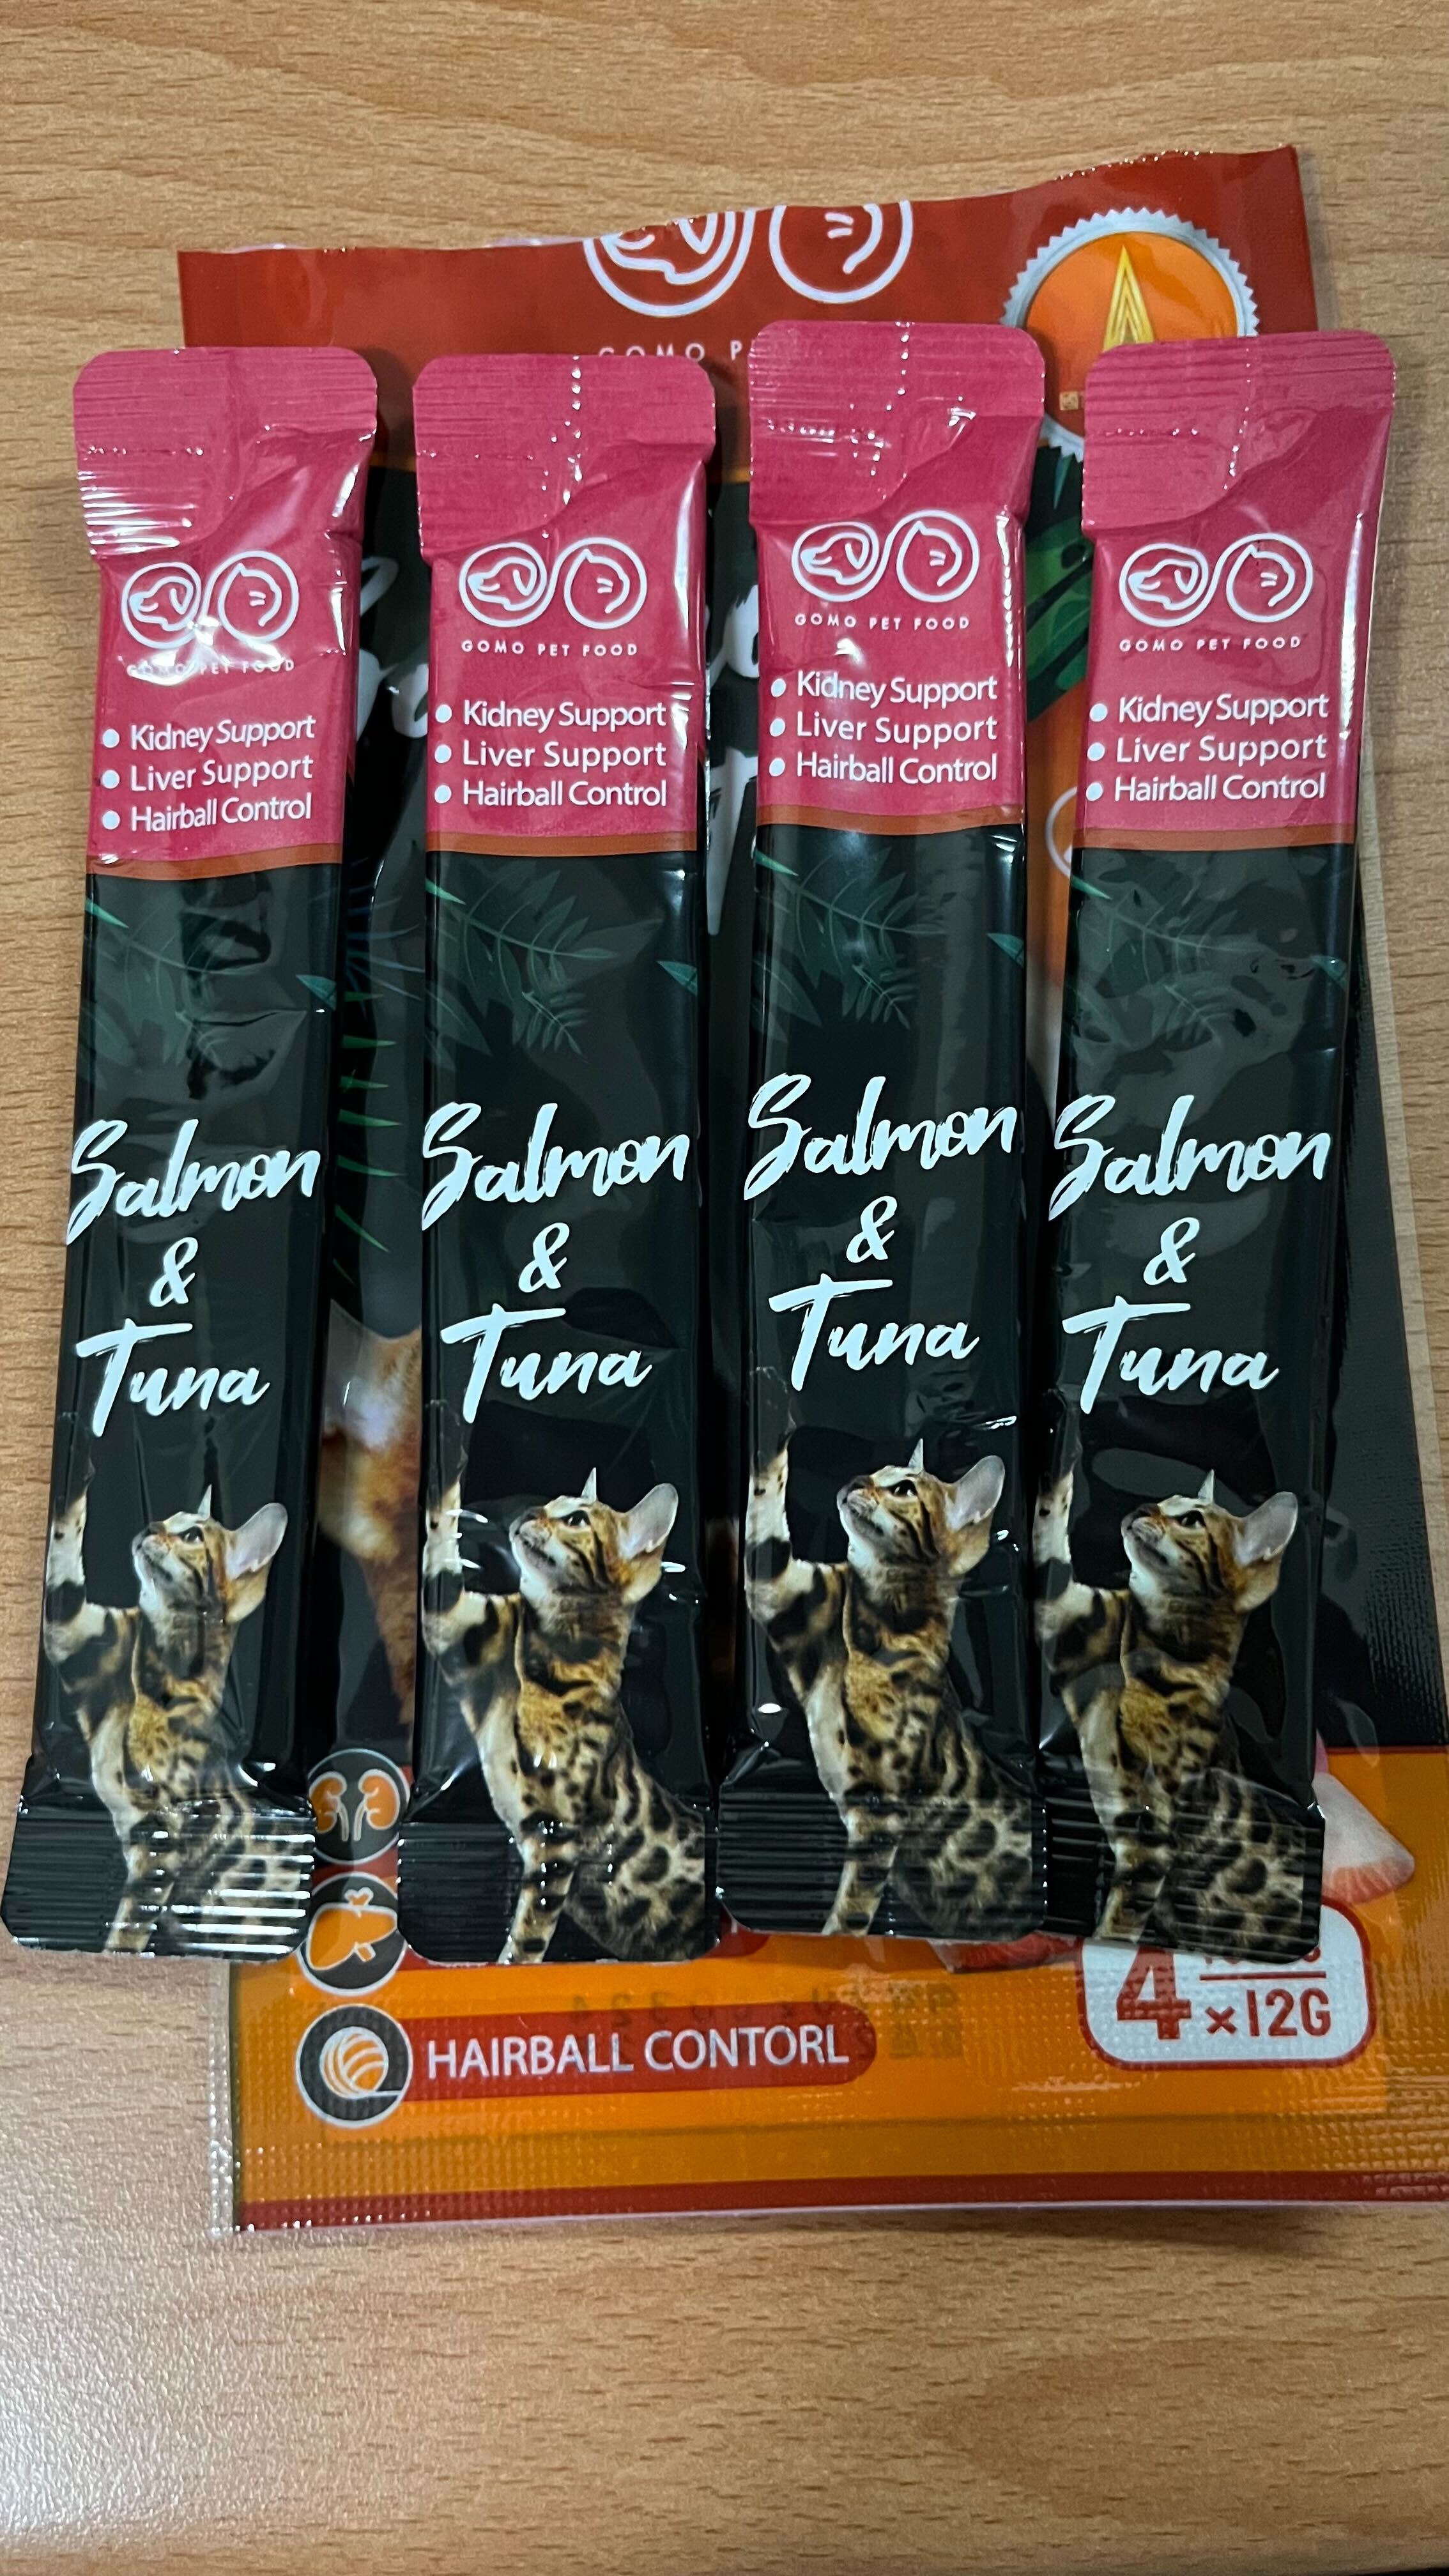 GOMO P
GOMO PET FOOD
Kidney Support
Liver Support
Hairball Control
Salmon
&
Tuna
GOMO PET FOOD
Kidney Support
Liver Support
Hairball Control
Salmon
&
Tuna
GOMO PET FOOD
Kidney Support
Liver Support
Hairball Control
Salmon
&
Tuna
GOMO PET FOOD
Kidney Support
Liver Support
Hairball Control
Salmon
&
Tuna
4
×12G
HAIRBALL CONTORL